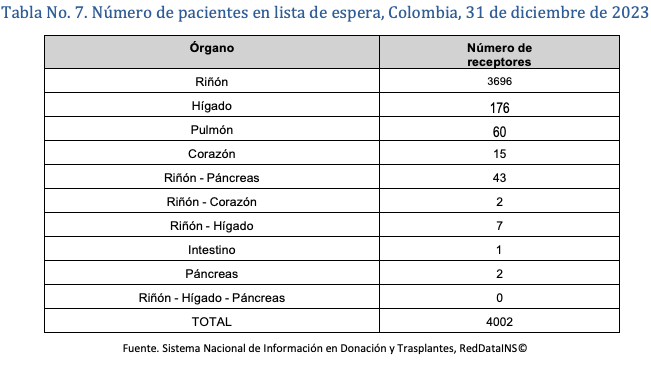 Tabla No. 7. Número de pacientes en lista de espera, Colombia, 31 de diciembre de 2023
Órgano Número de receptores
Riñón 3696
Hígado 176
Pulmón 60
Corazón 15
Riñón - Páncreas 43
Riñón - Corazón 2
Riñón - Hígado 7
Intestino 1
Páncreas 2
Riñón - Hígado - Páncreas 0
TOTAL 4002
Fuente. Sistema Nacional de Información en Donación y Trasplantes, RedDataINS©